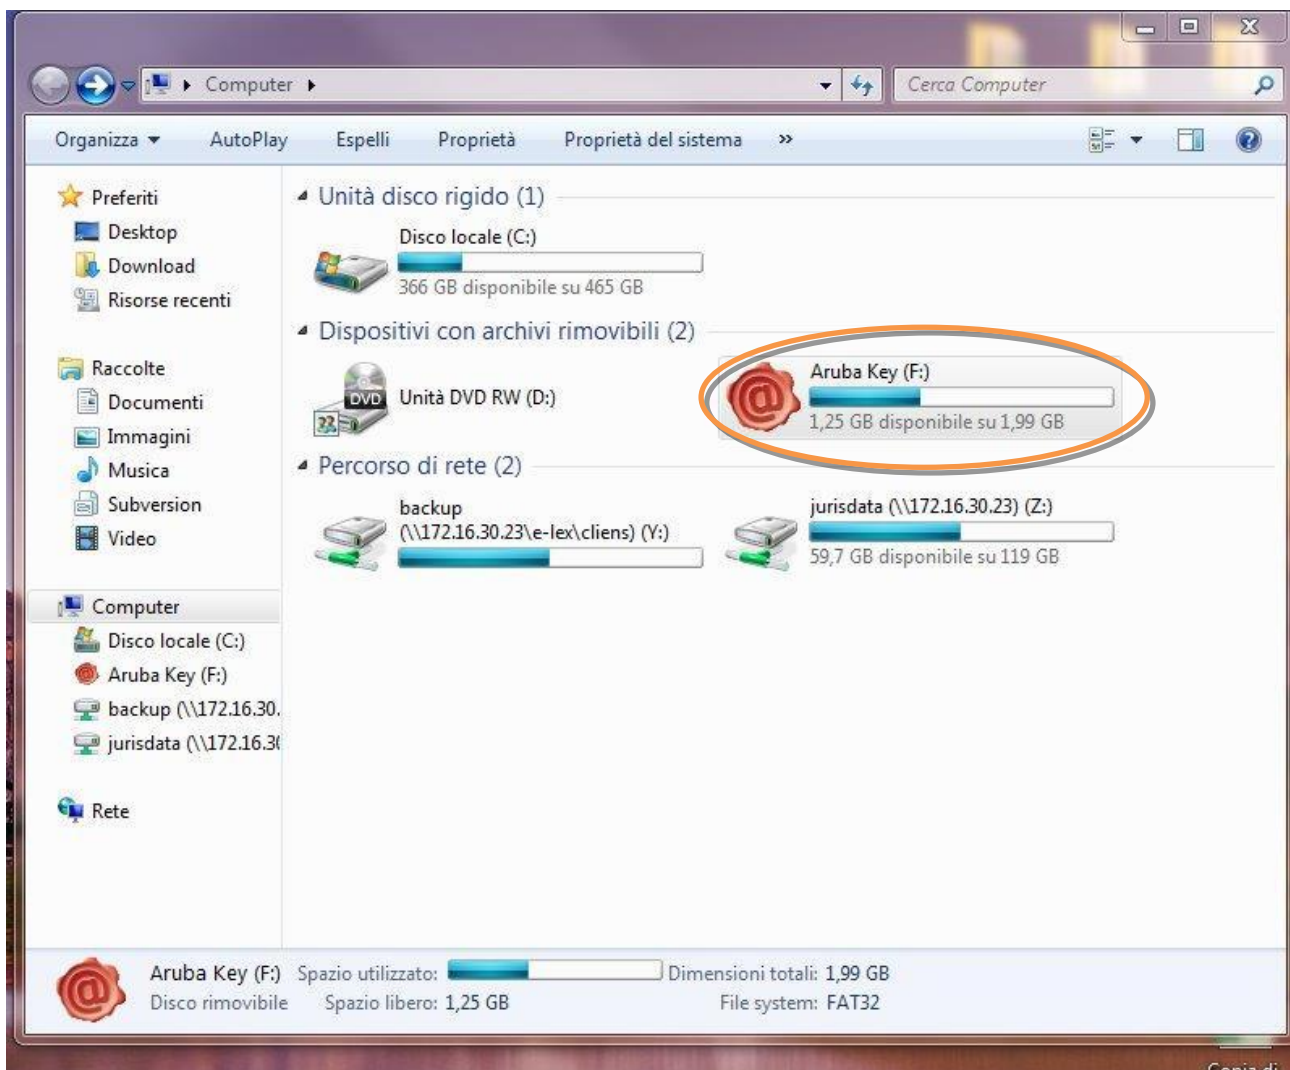 Computer
Cerca Computer
Organizza
AutoPlay
Espelli
Proprietà
Proprietà del sistema
»
Preferiti
Desktop
Download
Risorse recenti
Raccolte
Documenti
Immagini
Musica
Subversion
Video
Computer
Disco locale (C:)
Aruba Key (F:)
backup (\\172.16.30.
jurisdata (\\172.16.3
Rete
Unità disco rigido (1)
Disco locale (C:)
366 GB disponibile su 465 GB
Dispositivi con archivi rimovibili (2)
DVD
Unità DVD RW (D:)
Aruba Key (F:)
1,25 GB disponibile su 1,99 GB
Percorso di rete (2)
backup
(\\172.16.30.23\e-lex\cliens) (Y:)
jurisdata (\\172.16.30.23) (Z:)
59,7 GB disponibile su 119 GB
Aruba Key (F:)
Spazio utilizzato:
Dimensioni totali: 1,99 GB
Disco rimovibile
Spazio libero: 1,25 GB
File system: FAT32